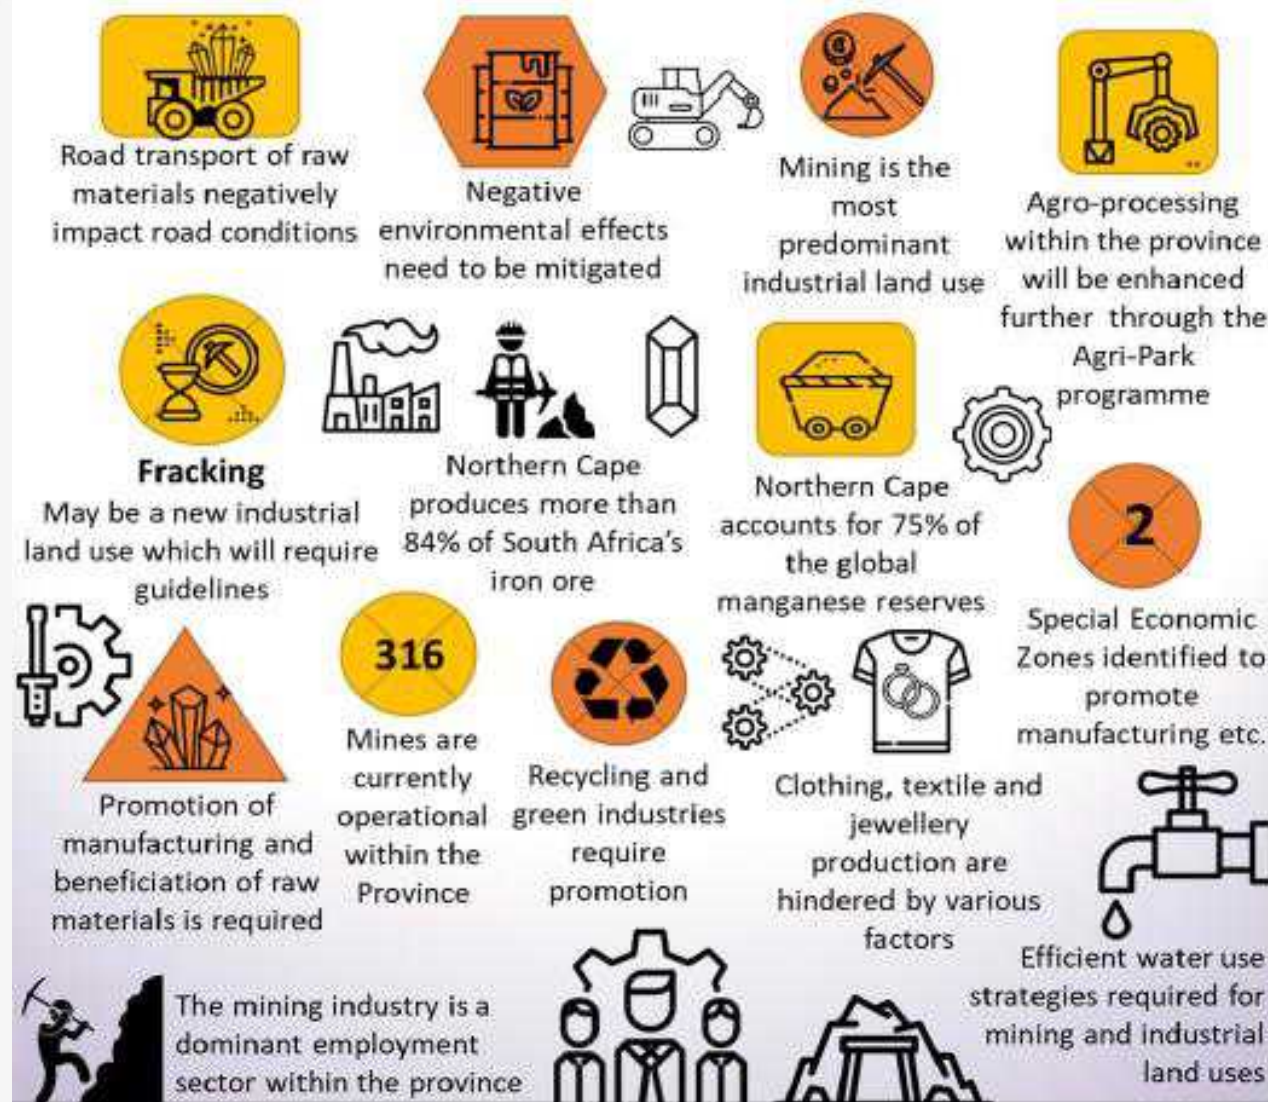 Road transport of raw
materials negatively
impact road conditions
Negative
environmental effects
need to be mitigated
Mining is the
most
predominant
industrial land use
Agro-processing
within the province
will be enhanced
further through the
Agri-Park
programme
Fracking
May be a new industrial
land use which will require
guidelines
Northern Cape
produces more than
84% of South Africa's
iron ore
Northern Cape
accounts for 75% of
the global
manganese reserves
2
Special Economic
Zones identified to
promote
manufacturing etc.
Promotion of
manufacturing and
beneficiation of raw
materials is required
316
Mines are
currently
operational
within the
Province
Recycling and
green industries
require
promotion
Clothing, textile and
jewellery
production are
hindered by various
factors
Efficient water use
strategies required for
mining and industrial
land uses
The mining industry is a
dominant employment
sector within the province